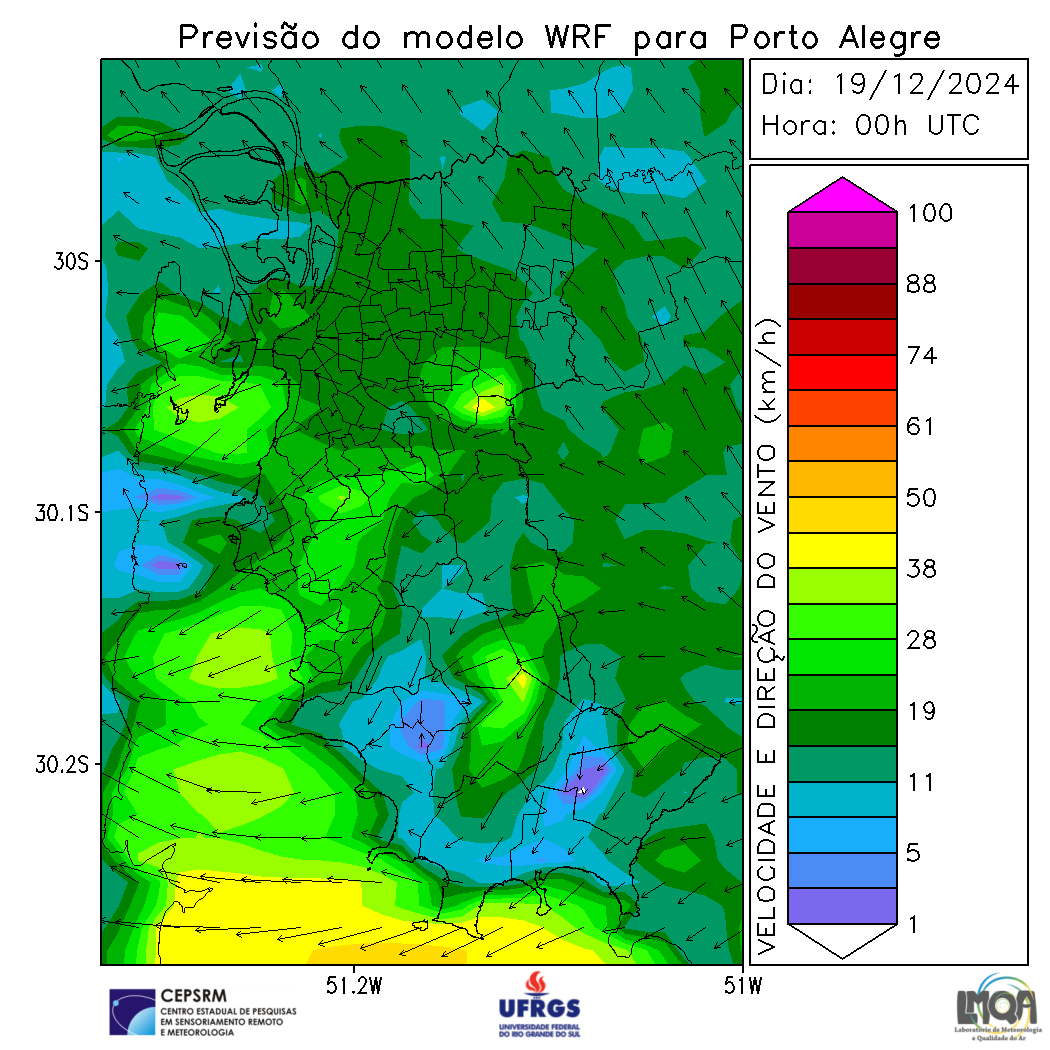 Previsão do modelo WRF para Porto Alegre
Dia: 19/12/2024
Hora: 00h UTC
30S
30.1S
30.2S
51.2W
51W
VELOCIDADE E DIREÇÃO DO VENTO (km/h)
100
88
74
61
50
38
28
19
11
5
1
CEPSRM
CENTRO ESTADUAL DE PESQUISAS
EM SENSORIAMENTO REMOTO
E METEOROLOGIA
UFRGS
UNIVERSIDADE FEDERAL
DO RIO GRANDE DO SUL
LMQA
Laboratório de Meteorologia
e Qualidade do Ar